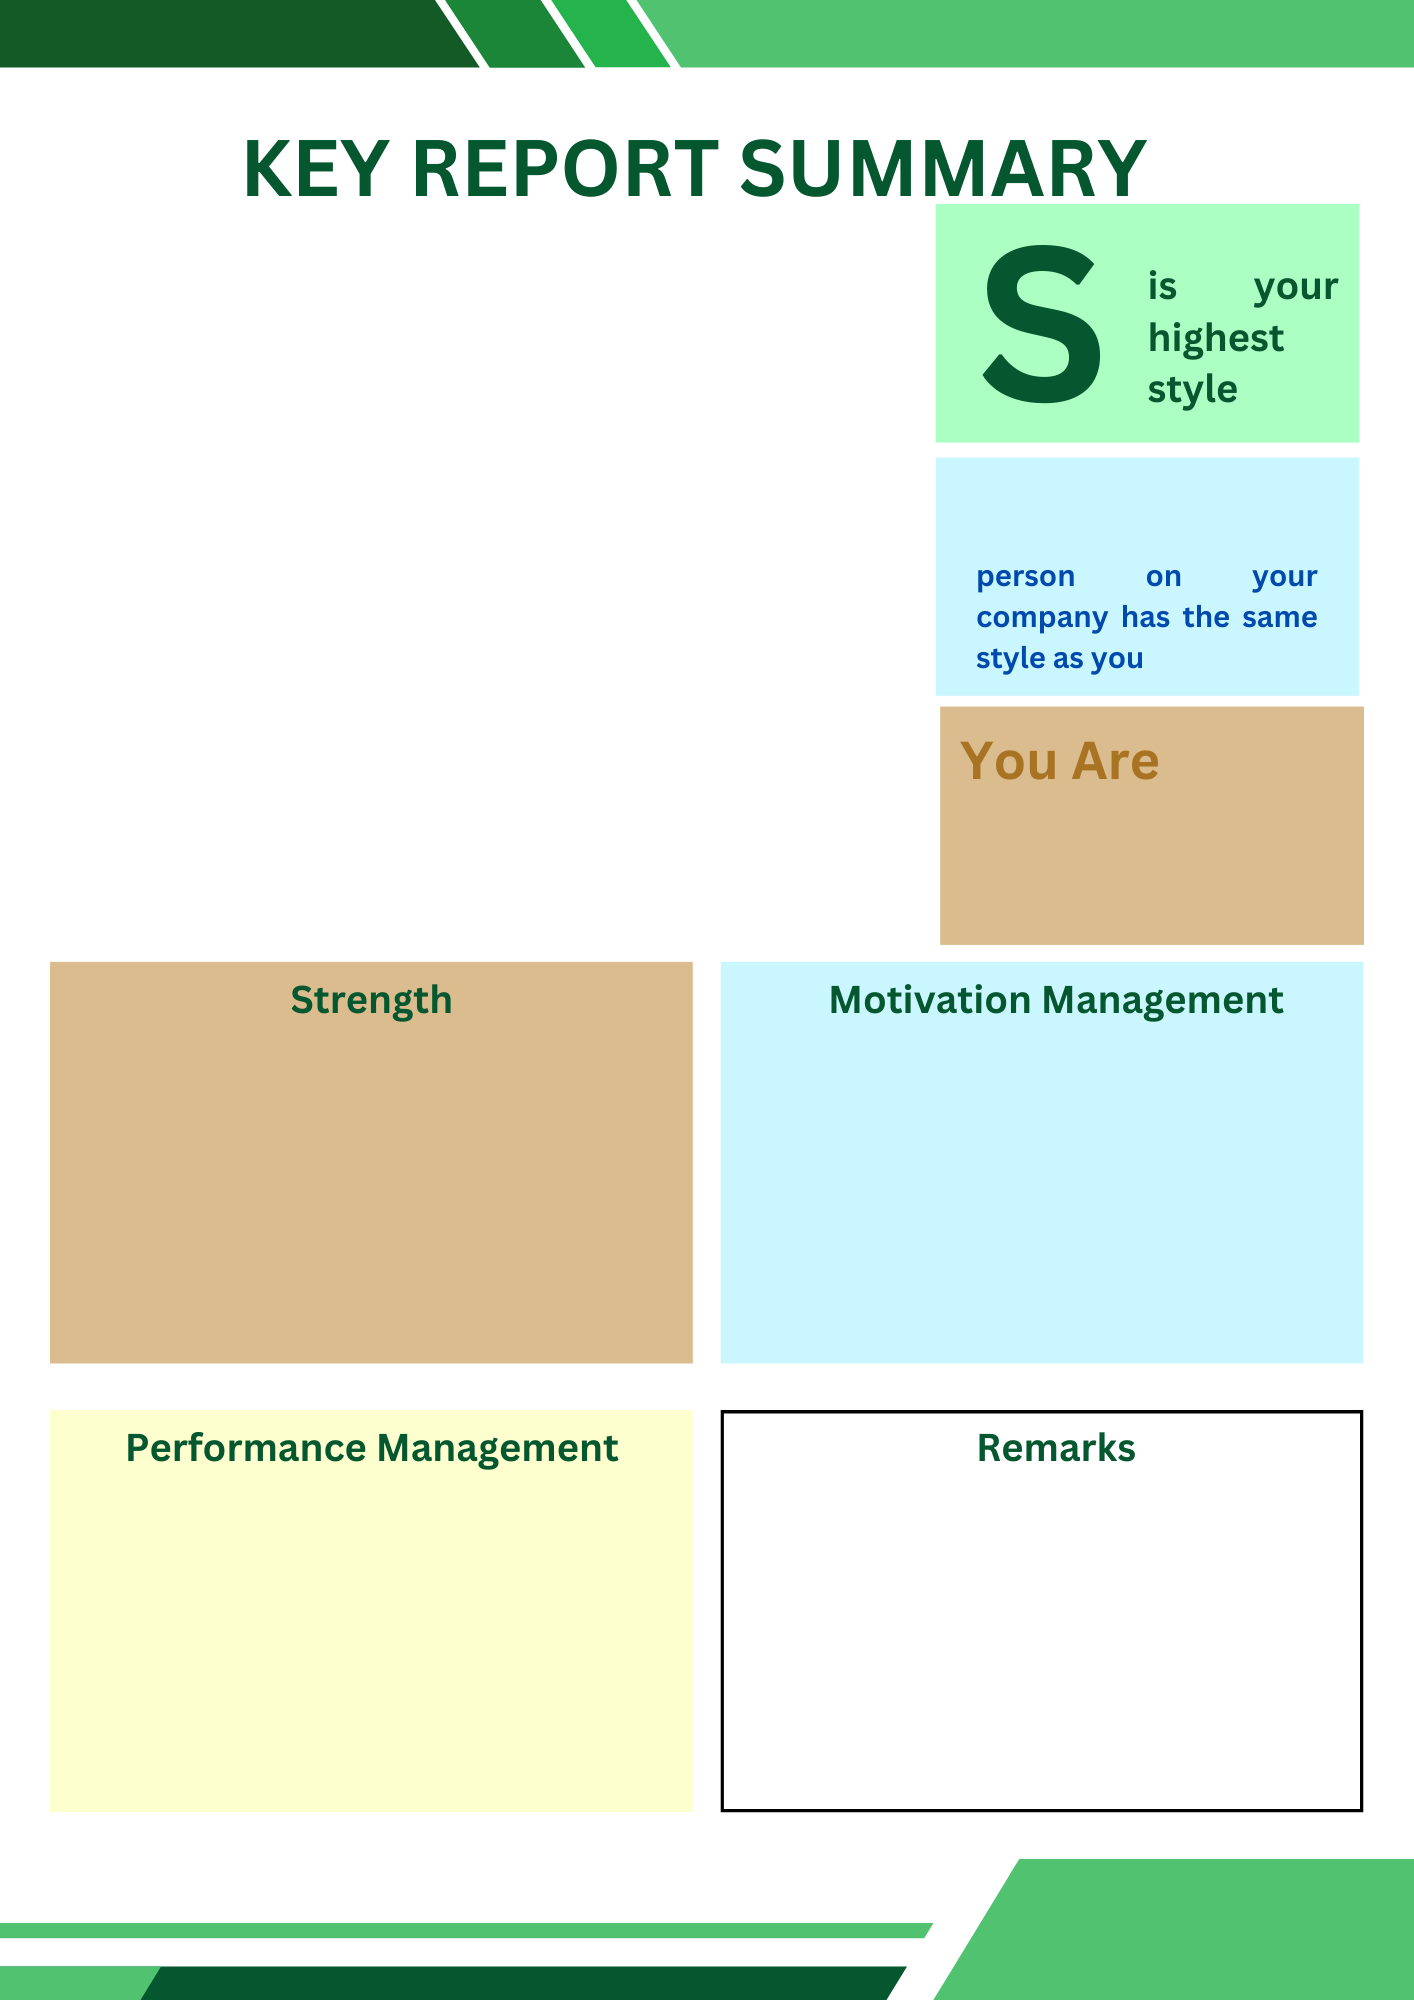 KEY REPORT SUMMARY
S
is your
highest
style
person on your
company has the same
style as you
You Are
Strength
Motivation Management
Performance Management
Remarks